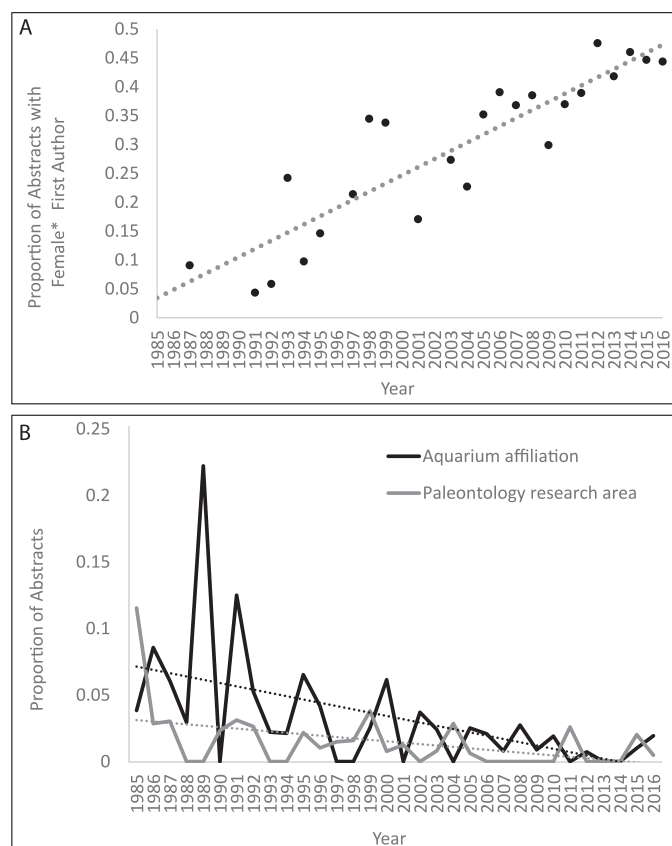 A
0.5
0.45
0.4
0.35
0.3
0.25
0.2
0.15
0.1
0.05
0
Proportion of Abstracts with
Female* First Author
1985 1986 1987 1988 1989 1990 1991 1992 1993 1994 1995 1996 1997 1998 1999 2000 2001 2002 2003 2004 2005 2006 2007 2008 2009 2010 2011 2012 2013 2014 2015 2016
Year
B
0.25
0.2
0.15
0.1
0.05
0
Proportion of Abstracts
Aquarium affiliation
Paleontology research area
1985 1986 1987 1988 1989 1990 1991 1992 1993 1994 1995 1996 1997 1998 1999 2000 2001 2002 2003 2004 2005 2006 2007 2008 2009 2010 2011 2012 2013 2014 2015 2016
Year